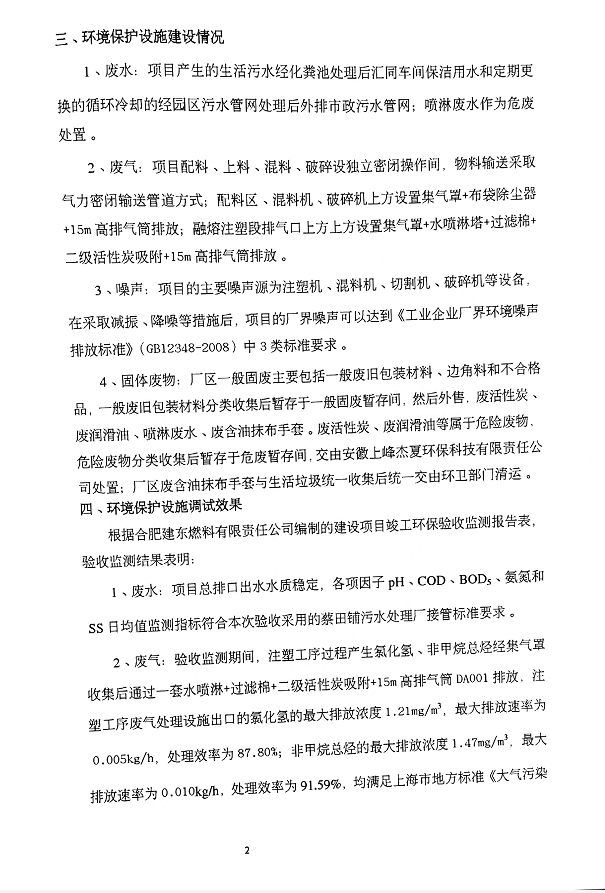 三、环境保护设施建设情况
1、废水：项目产生的生活污水经化粪池处理后汇同车间保洁用水和定期更
换的循环冷却的经园区污水管网处理后外排市政污水管网；喷淋废水作为危废
处置。
2、废气：项目配料、上料、混料、破碎设独立密闭操作间，物料输送采取
气力密闭输送管道方式；配料区、混料机、破碎机上方设置集气罩+布袋除尘器
+15m高排气筒排放；融熔注塑段排气口上方上方设置集气罩+水喷淋塔+过滤棉+
二级活性炭吸附+15m高排气筒排放。
3、噪声：项目的主要噪声源为注塑机、混料机、切割机、破碎机等设备，
在采取减振、降噪等措施后，项目的厂界噪声可以达到《工业企业厂界环境噪声
排放标准》（GB12348-2008）中3类标准要求。
4、固体废物：厂区一般固废主要包括一般废旧包装材料、边角料和不合格
品，一般废旧包装材料分类收集后暂存于一般固废暂存间，然后外售，废活性炭、
废润滑油、喷淋废水、废含油抹布手套。废活性炭、废润滑油等属于危险废物，
危险废物分类收集后暂存于危废暂存间，交由安徽上峰杰夏环保科技有限责任公
司处置；厂区废含油抹布手套与生活垃圾统一收集后统一交由环卫部门清运。
四、环境保护设施调试效果
根据合肥建东燃料有限责任公司编制的建设项目竣工环保验收监测报告表，
验收监测结果表明：
1、废水：项目总排口出水水质稳定，各项因子pH、COD、BOD₅、氨氮和
SS日均值监测指标符合本次验收采用的蔡田铺污水处理厂接管标准要求。
2、废气：验收监测期间，注塑工序过程产生氯化氢、非甲烷总烃经集气罩
收集后通过一套水喷淋+过滤棉+二级活性炭吸附+15m高排气筒DA001排放，注
塑工序废气处理设施出口的氯化氢的最大排放浓度1.21mg/m³，最大排放速率为
0.005kg/h，处理效率为87.80%；非甲烷总烃的最大排放浓度1.47mg/m³，最大
排放速率为0.010kg/h，处理效率为91.59%，均满足上海市地方标准《大气污染
2